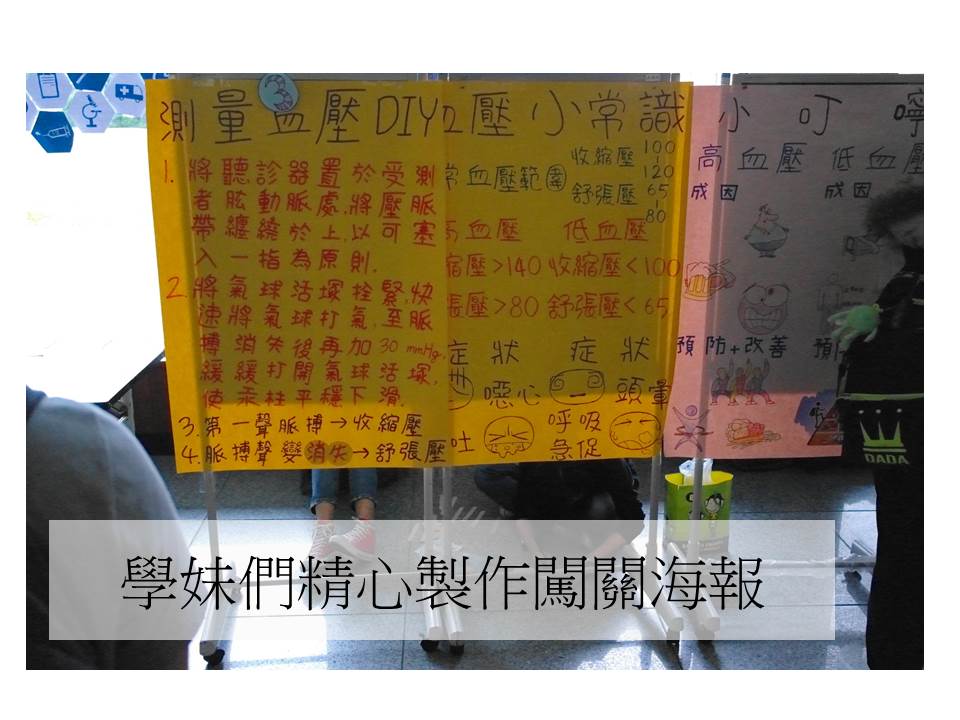 測量血壓DIY
1.將聽診器置於受測
者肱動脈處,將壓脈
帶纏繞於上,以可塞
入一指為原則.
2.將氣球活塚拴緊,快
速將氣球打氣,至脈
搏消失後再加30 mmHg,
緩緩打開氣球活塚,
使汞柱平穩下滑.
3.第一聲脈搏→收縮壓
4.脈搏聲變消失→舒張壓
壓小常識
常血壓範圍
收縮壓 100-120
舒張壓 65-80
高血壓 低血壓
縮壓>140 收縮壓<100
張壓>80 舒張壓<65
症狀 症狀
噁心 頭暈
吐 呼吸
急促
小叮嚀
高血壓 低血壓
成因 成因
預防+改善 預
DADA
學妹們精心製作闖關海報